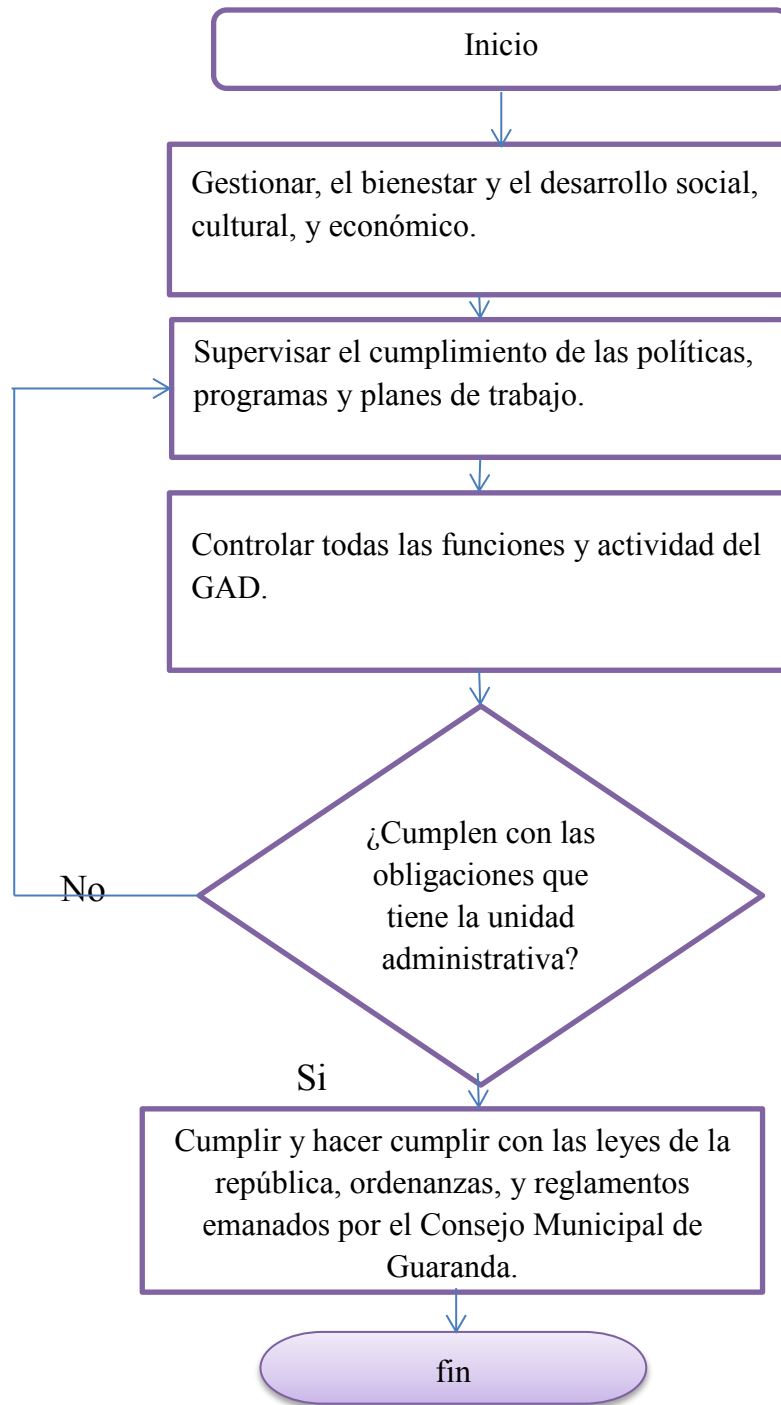 Inicio
Gestionar, el bienestar y el desarrollo social,
cultural, y económico.
Supervisar el cumplimiento de las políticas,
programas y planes de trabajo.
Controlar todas las funciones y actividad del
GAD.
¿Cumplen con las
obligaciones que
tiene la unidad
administrativa?
No
Si
Cumplir y hacer cumplir con las leyes de la
república, ordenanzas, y reglamentos
emanados por el Consejo Municipal de
Guaranda.
fin